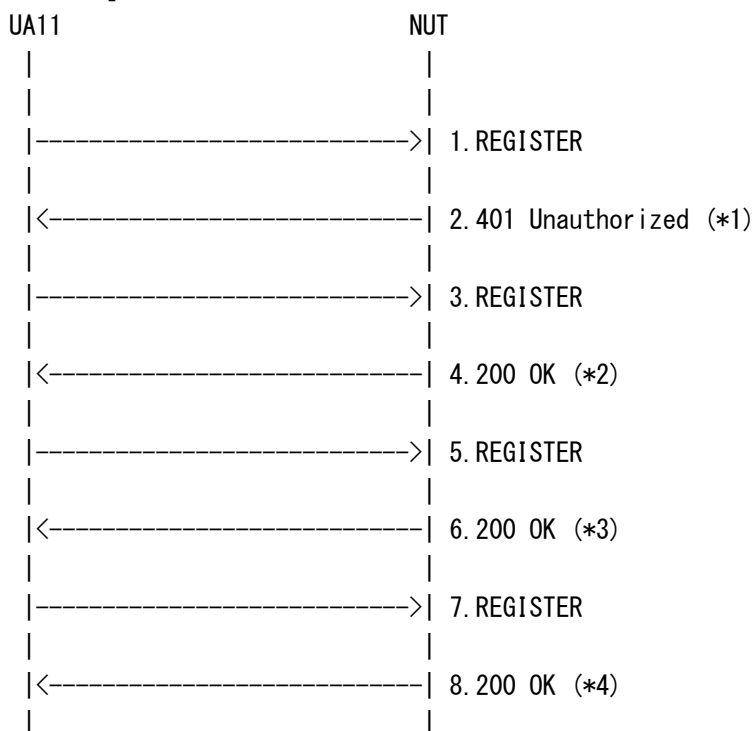 UA11 NUT
| |
| |
|---------------------------->| 1.REGISTER
| |
|<----------------------------| 2.401 Unauthorized (*1)
| |
|---------------------------->| 3.REGISTER
| |
|<----------------------------| 4.200 OK (*2)
| |
|---------------------------->| 5.REGISTER
| |
|<----------------------------| 6.200 OK (*3)
| |
|---------------------------->| 7.REGISTER
| |
|<----------------------------| 8.200 OK (*4)
| |